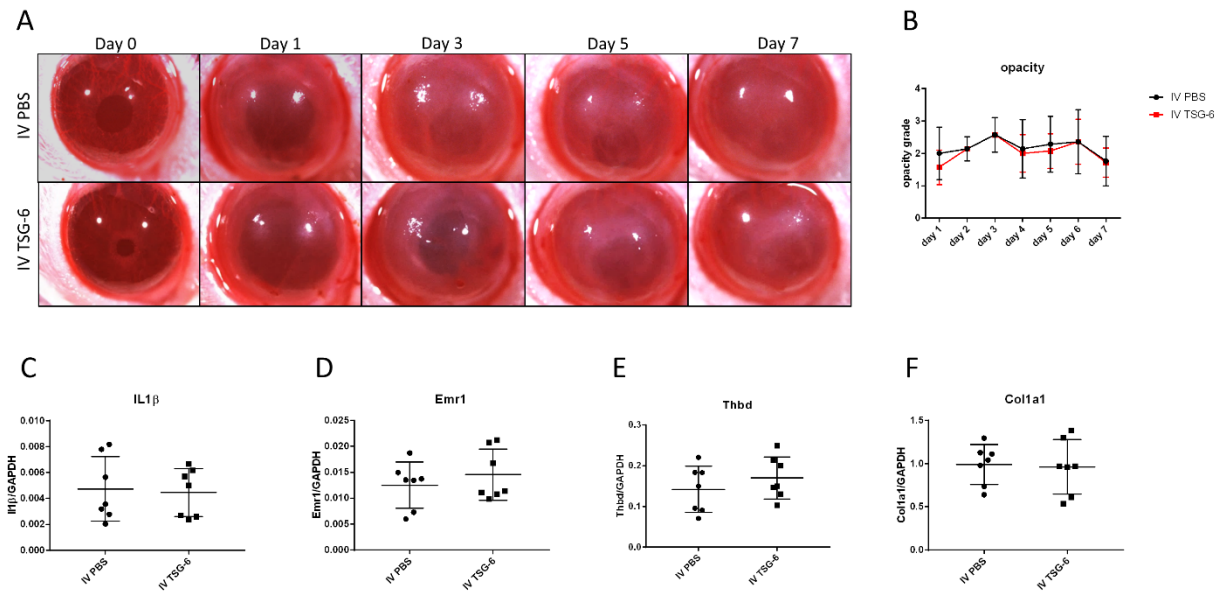 A
Day 0 Day 1 Day 3 Day 5 Day 7
IV PBS
IV TSG-6
B
opacity
IV PBS
IV TSG-6
opacity grade
4
3
2
1
0
day 1 day 2 day 3 day 4 day 5 day 6 day 7
C
IL1β
Il1β/GAPDH
0.010
0.008
0.006
0.004
0.002
0.000
IV PBS IV TSG-6
D
Emr1
Emr1/GAPDH
0.025
0.020
0.015
0.010
0.005
0.000
IV PBS IV TSG-6
E
Thbd
Thbd/GAPDH
0.3
0.2
0.1
0.0
IV PBS IV TSG-6
F
Col1a1
Col1a1/GAPDH
1.5
1.0
0.5
0.0
IV PBS IV TSG-6